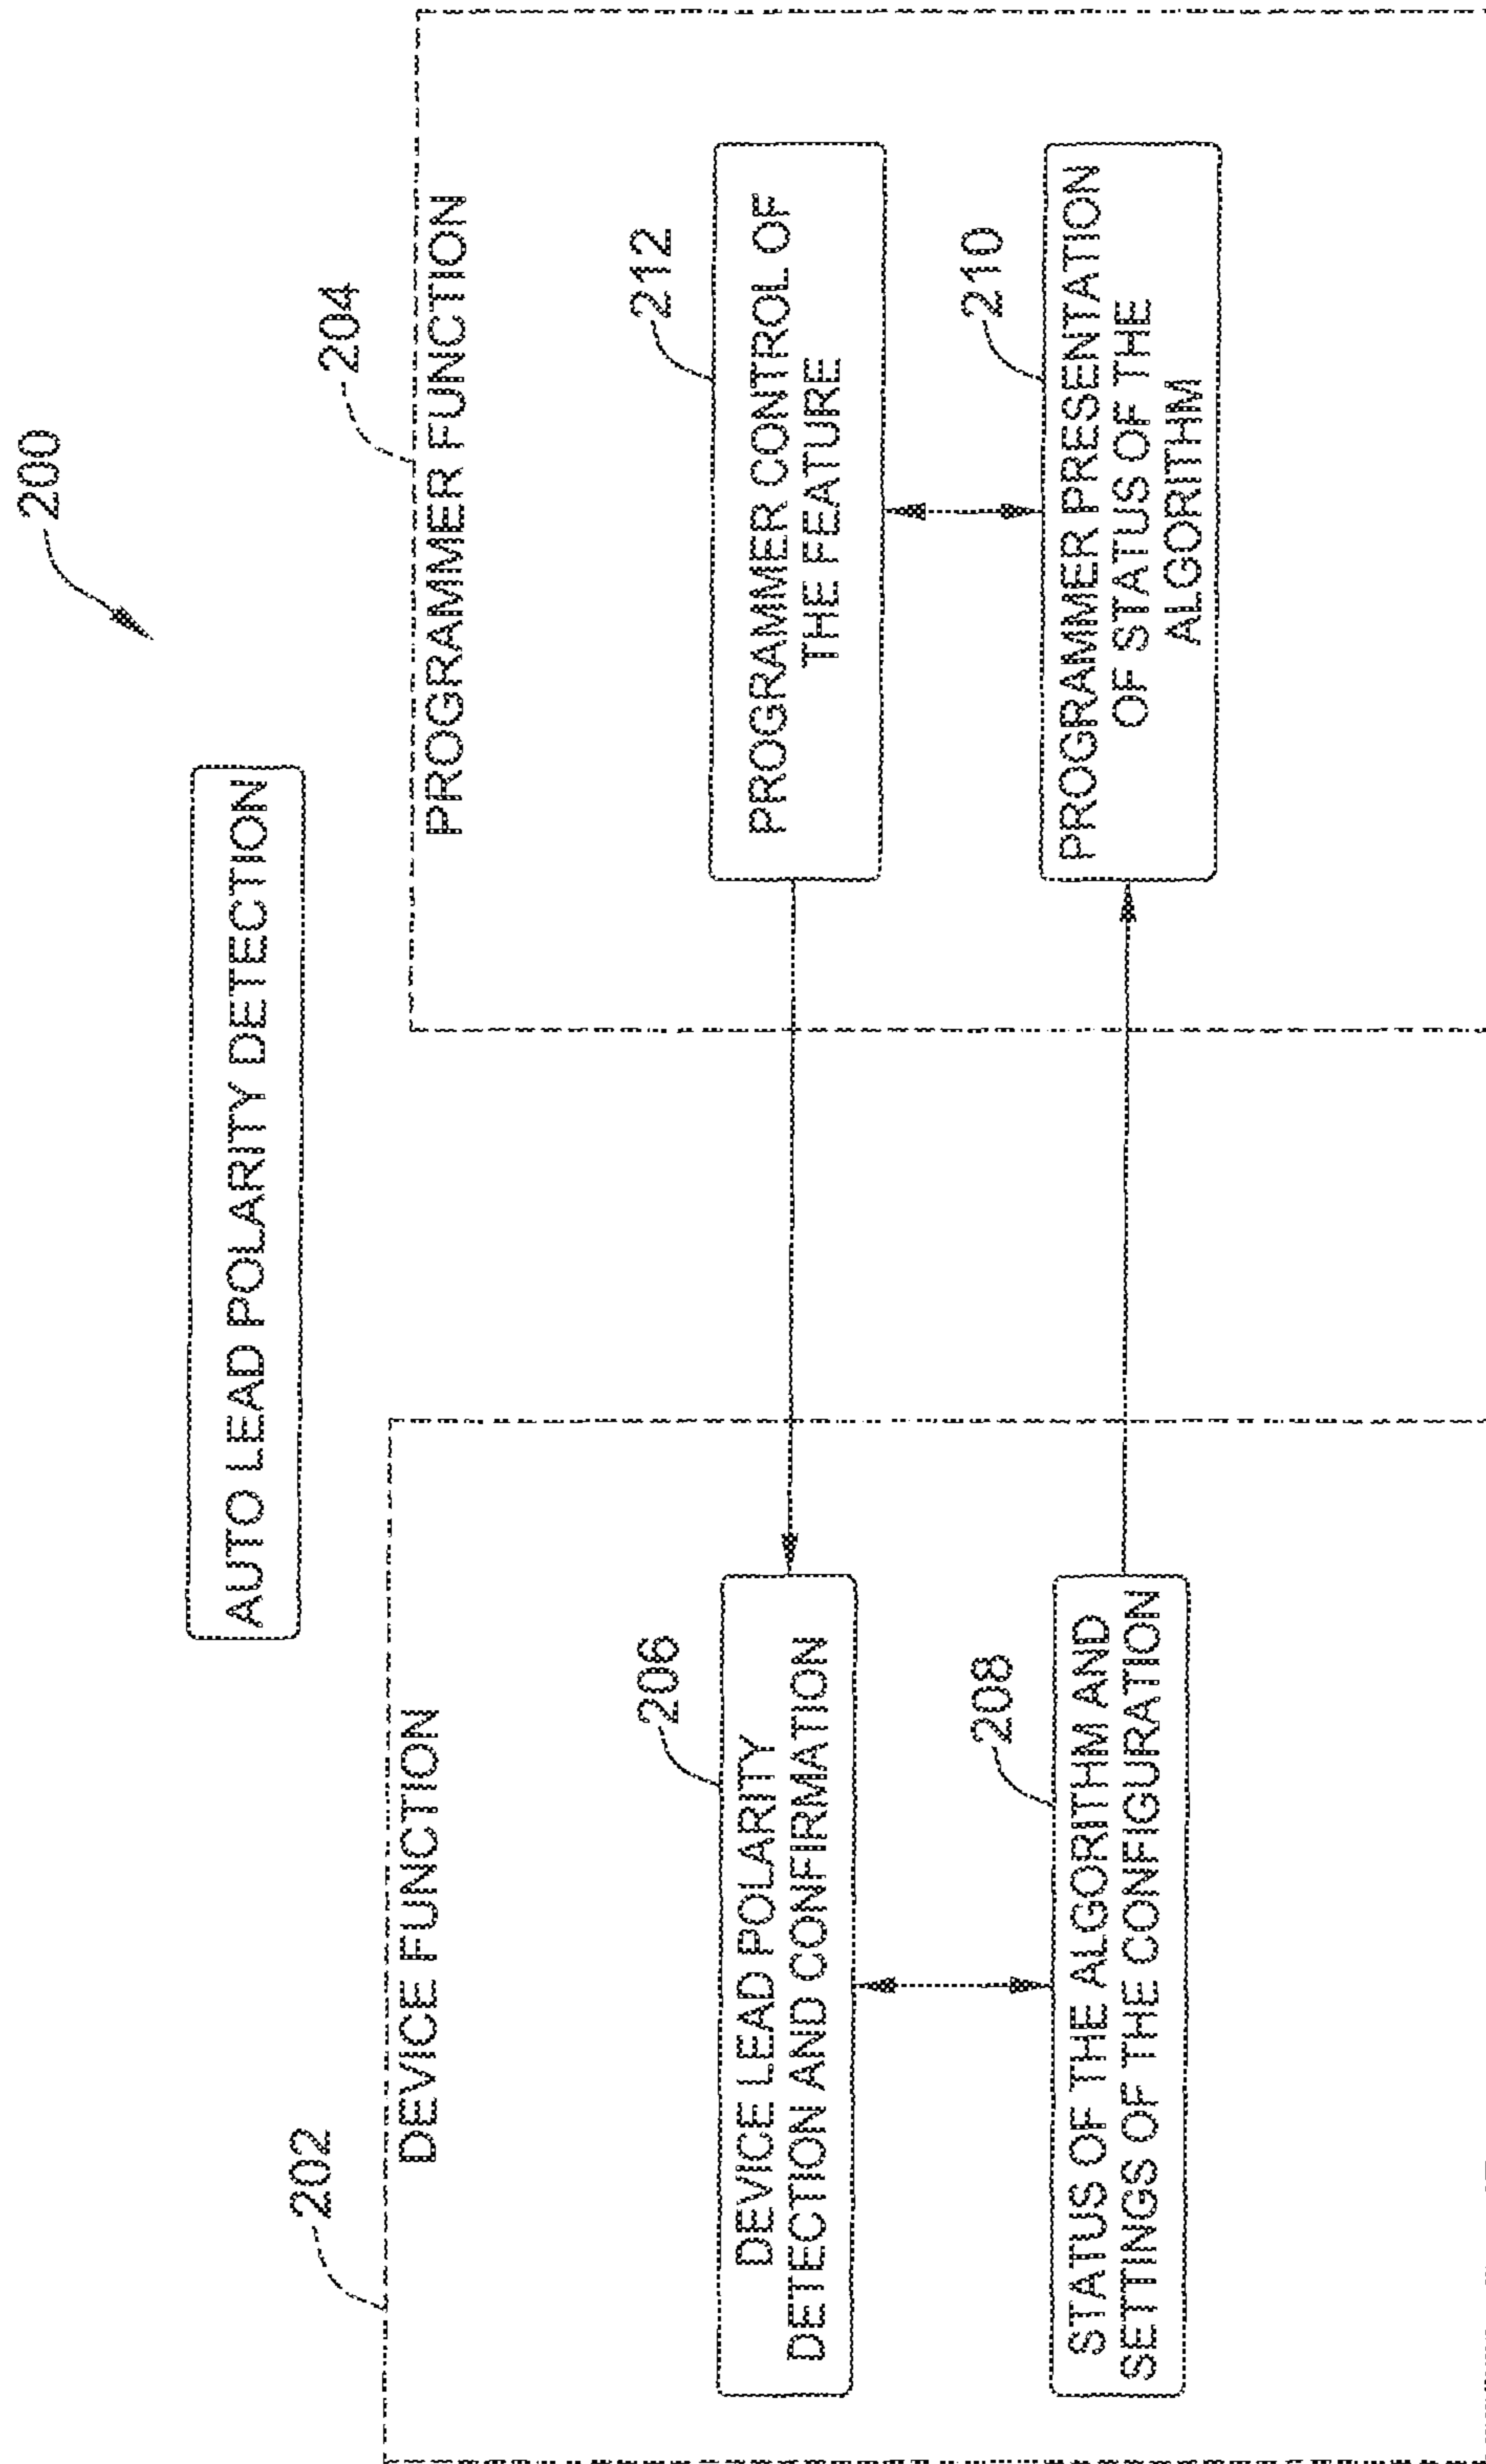 200
AUTO LEAD POLARITY DETECTION
202
DEVICE FUNCTION
204
PROGRAMMER FUNCTION
206
DEVICE LEAD POLARITY
DETECTION AND CONFIRMATION
208
STATUS OF THE ALGORITHM AND
SETTINGS OF THE CONFIGURATION
212
PROGRAMMER CONTROL OF
THE FEATURE
210
PROGRAMMER PRESENTATION
OF STATUS OF THE
ALGORITHM